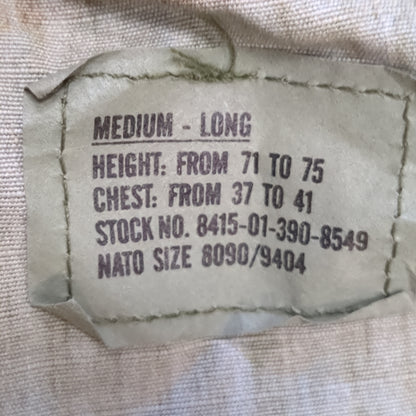 MEDIUM - LONG
HEIGHT: FROM 71 TO 75
CHEST: FROM 37 TO 41
STOCK NO. 8415-01-390-8549
NATO SIZE 8090/9404